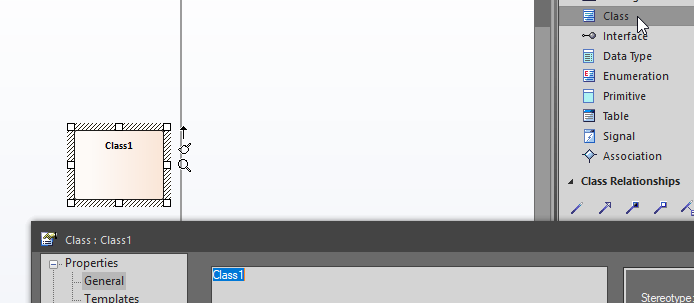 Class
Interface
Data Type
Enumeration
Primitive
Table
Signal
Association
Class Relationships
Class1
Class : Class1
Properties
General
Templates
Class1
Stereotype: